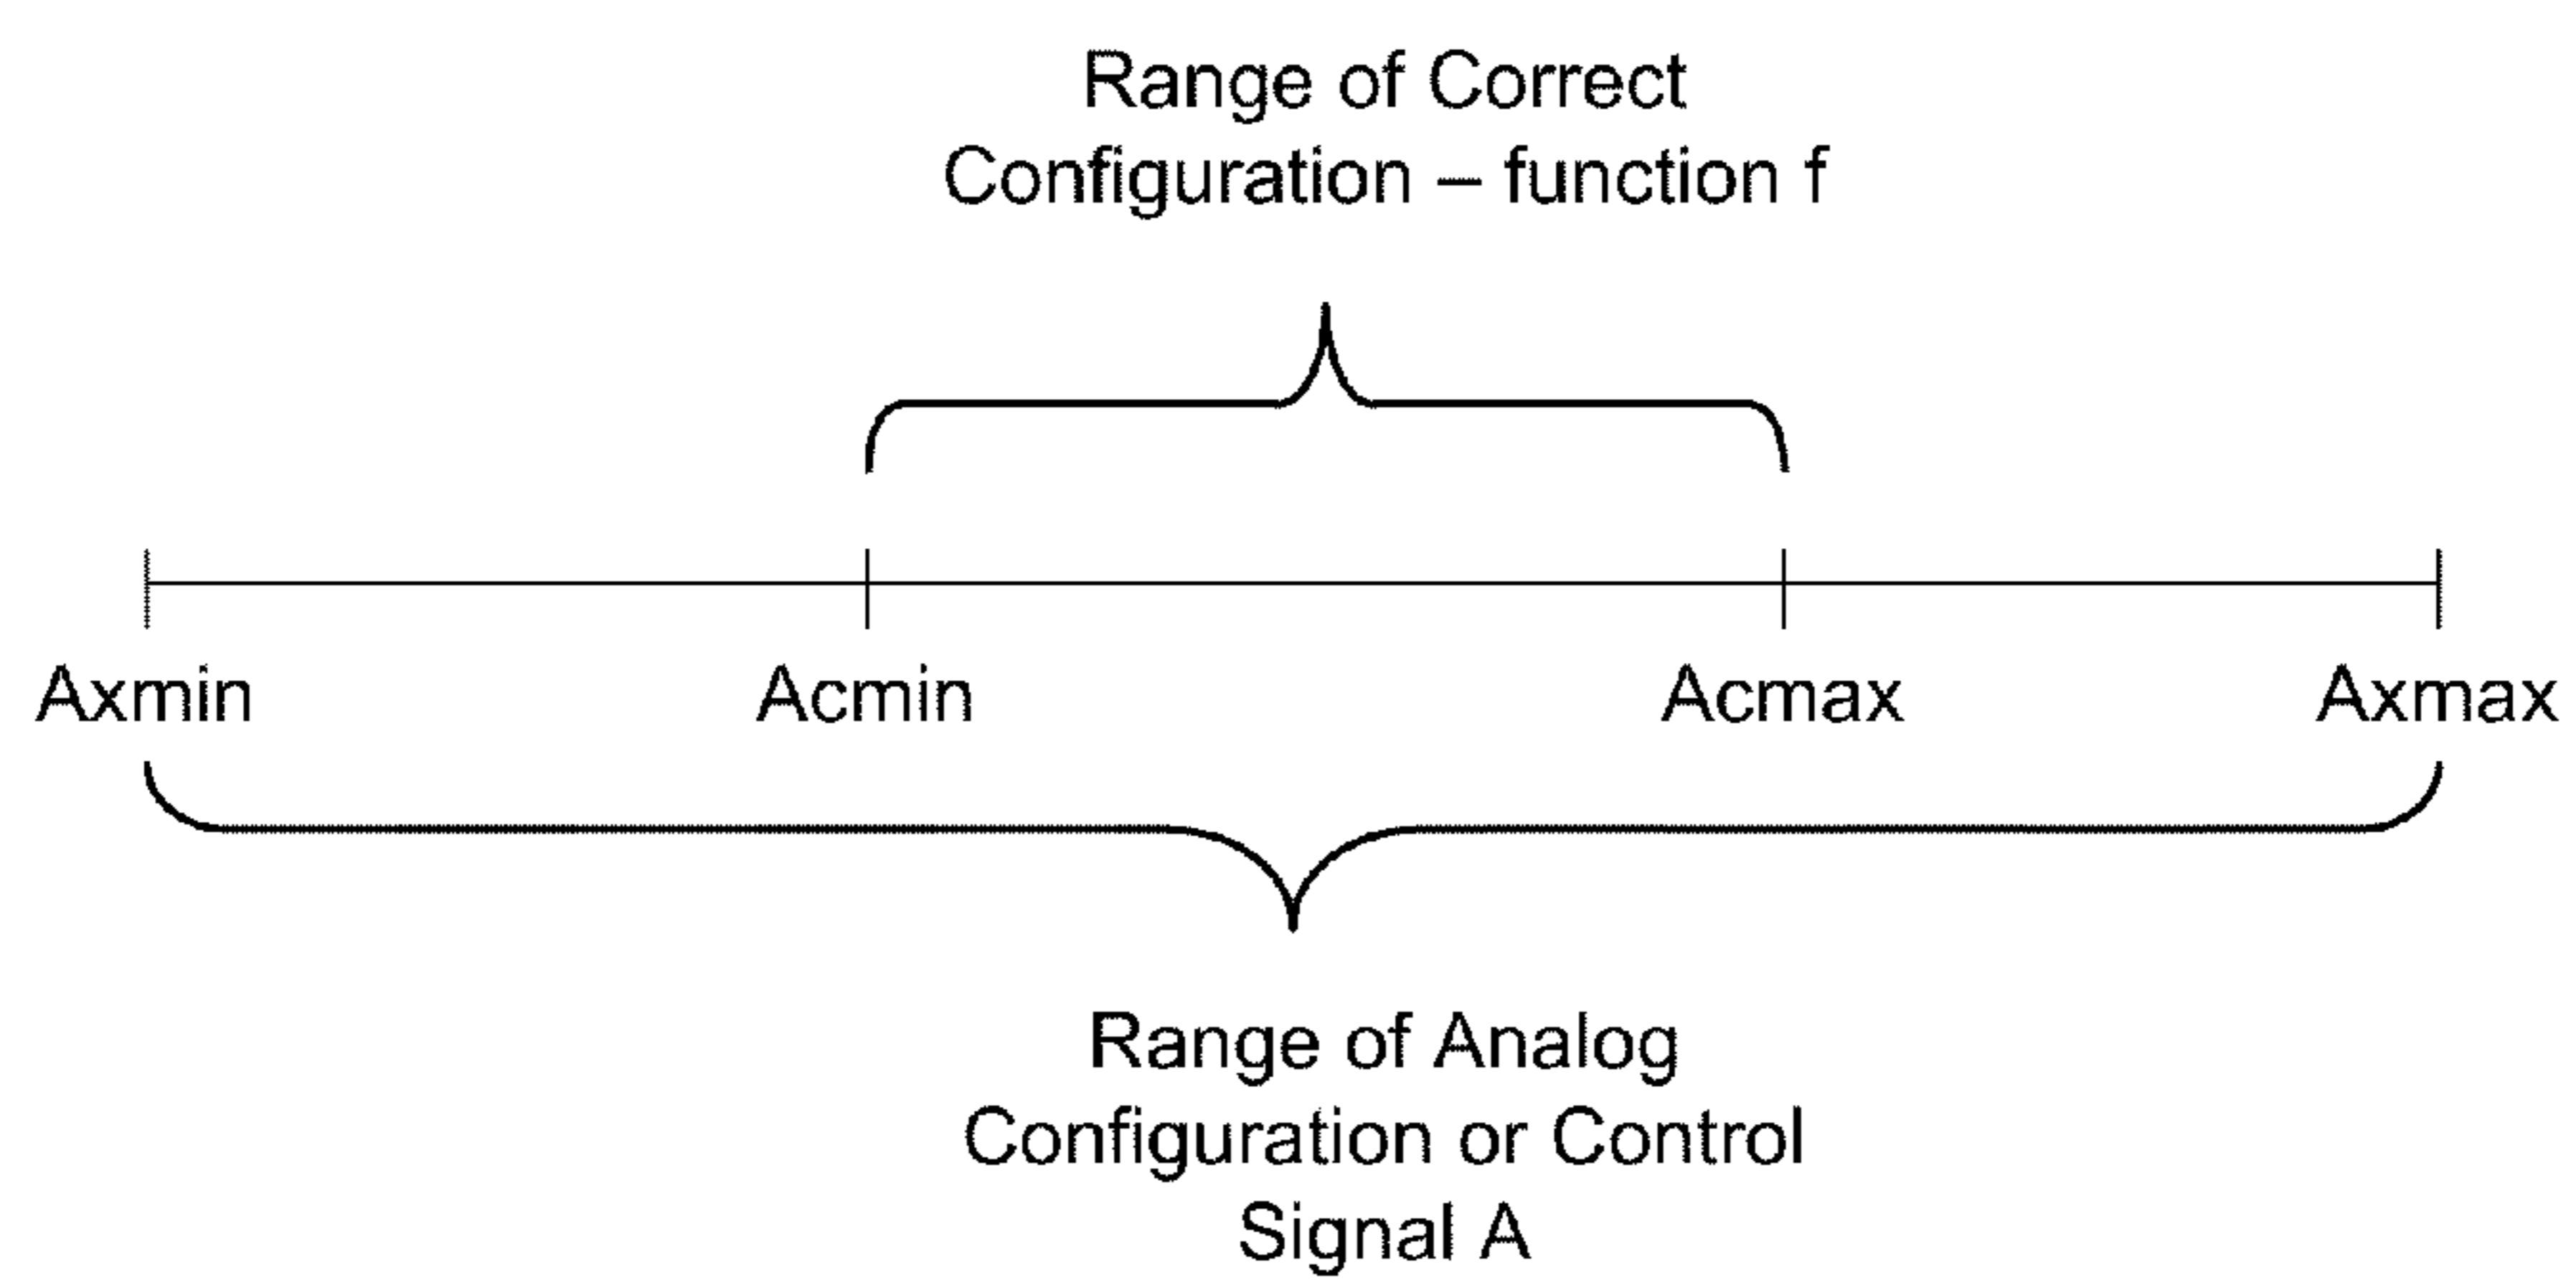 Range of Correct
Configuration – function f
Axmin
Acmin
Acmax
Axmax
Range of Analog
Configuration or Control
Signal A